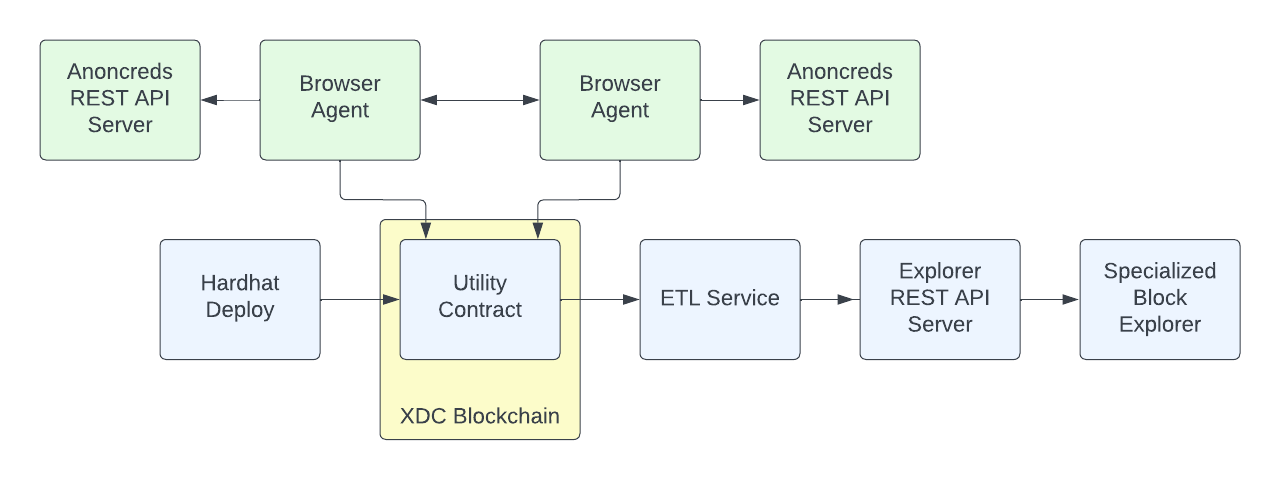 Anoncreds
REST API
Server
Browser
Agent
Browser
Agent
Anoncreds
REST API
Server
Hardhat
Deploy
Utility
Contract
ETL Service
Explorer
REST API
Server
Specialized
Block
Explorer
XDC Blockchain